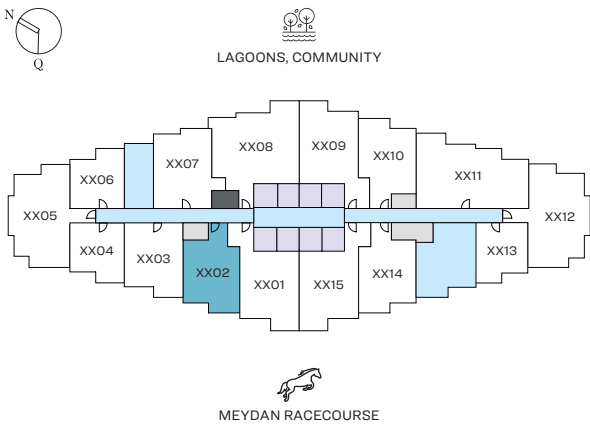 N
Q
LAGOONS, COMMUNITY
XX08
XX09
XX07
XX10
XX06
XX11
XX05
XX12
XX04
XX03
XX02
XX01
XX15
XX14
XX13
MEYDAN RACECOURSE